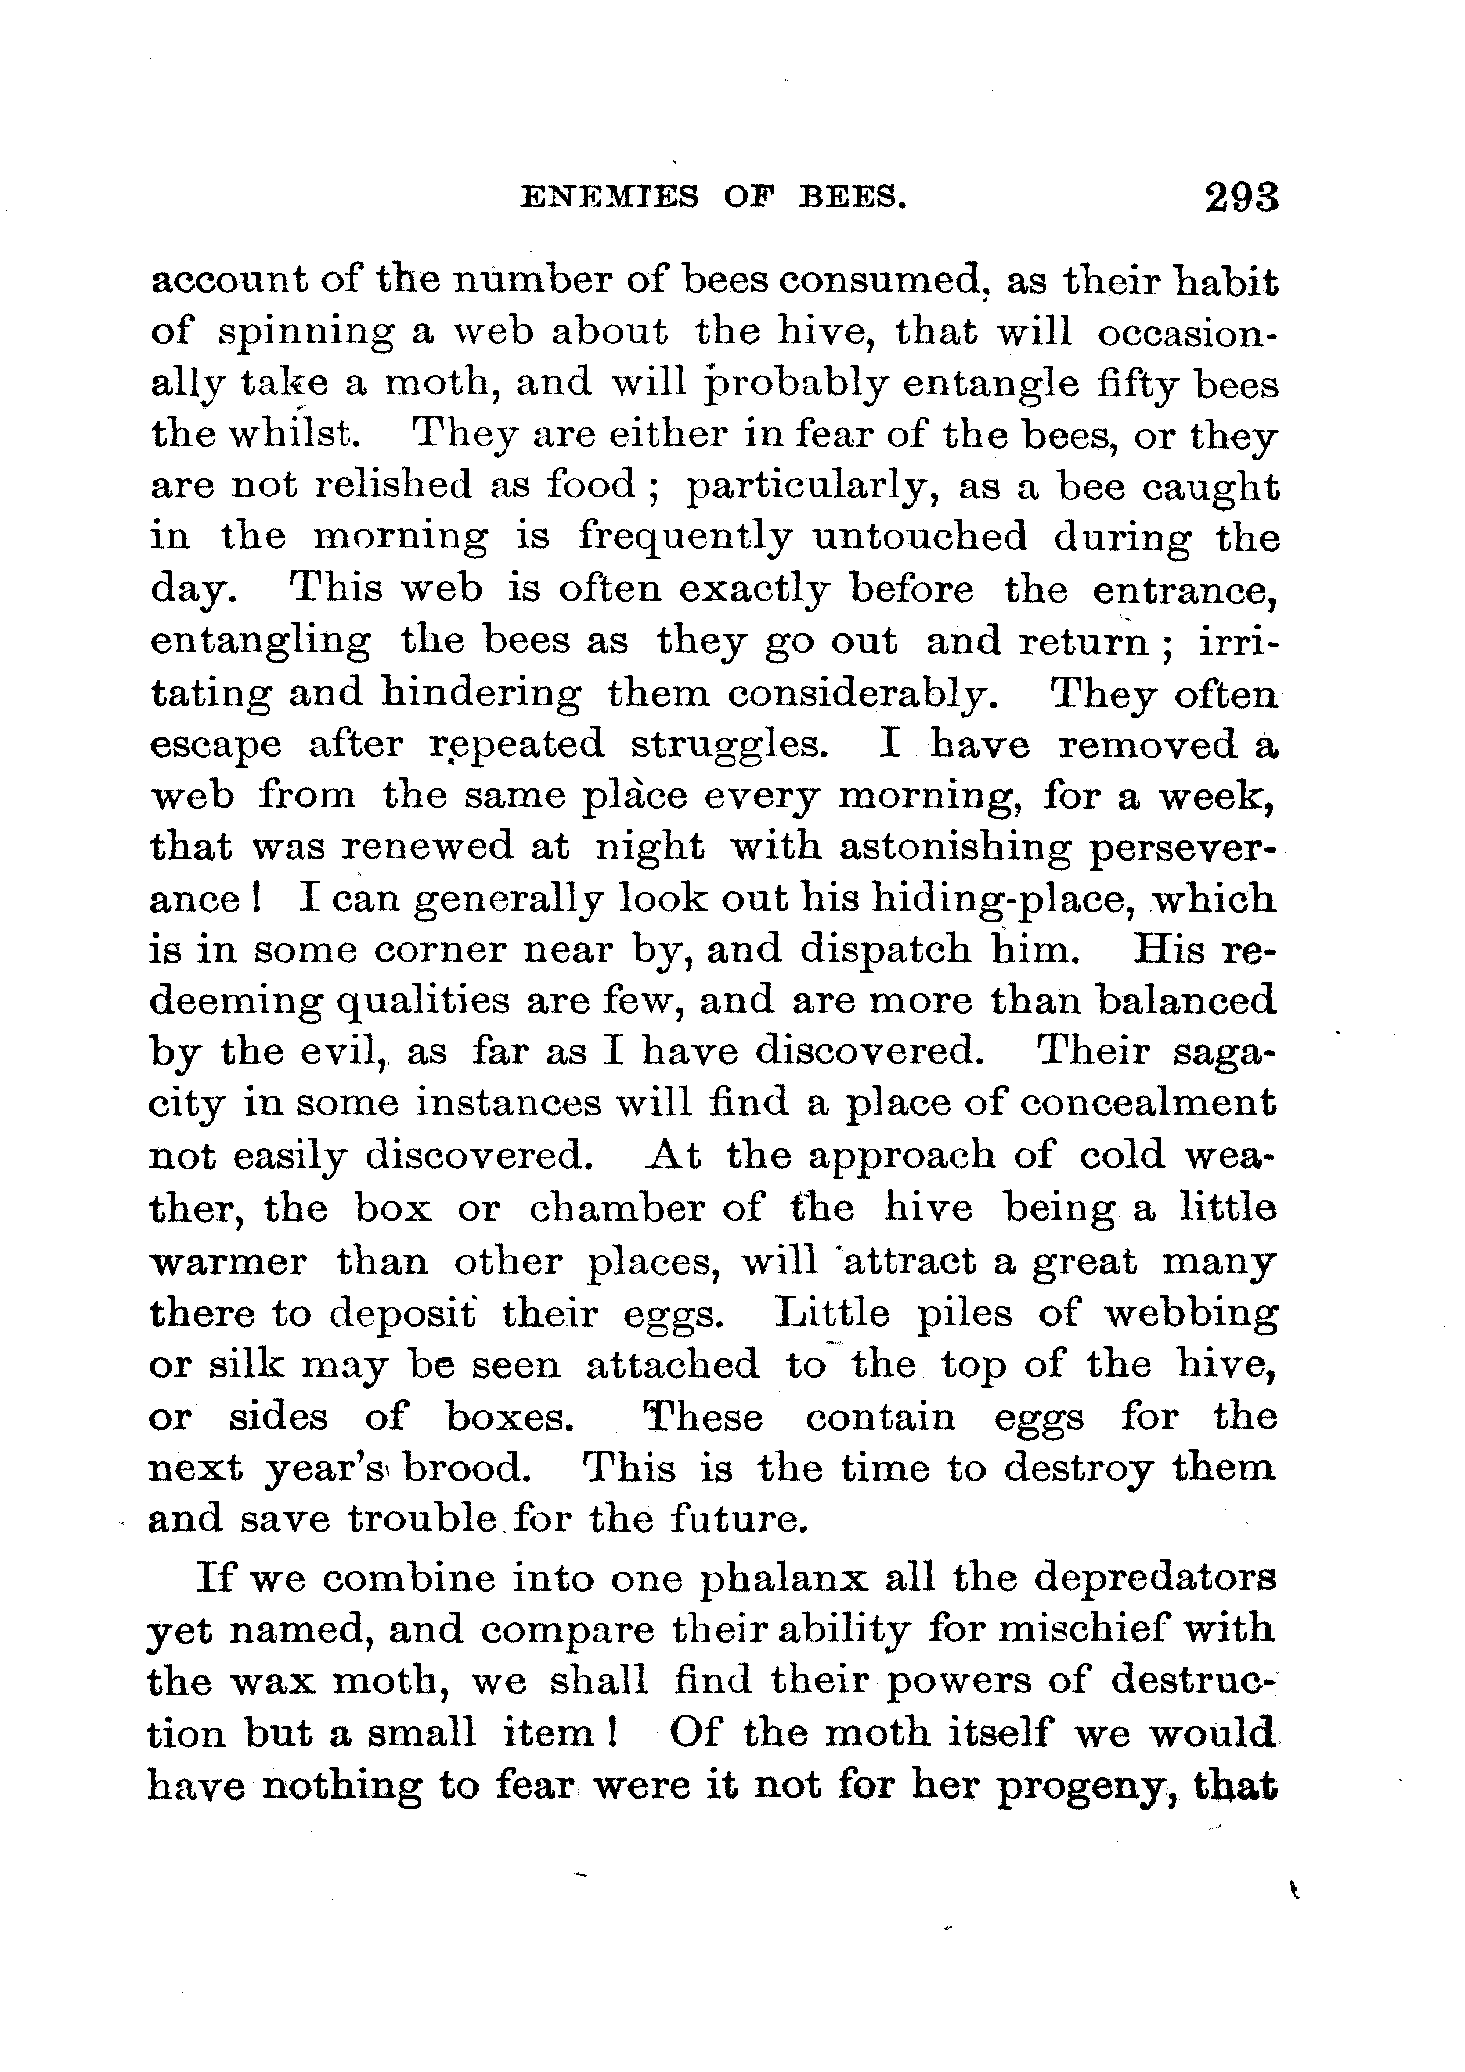 ENEMIES OF BEES. 293
account of the number of bees consumed, as their habit
of spinning a web about the hive, that will occasion-
ally take a moth, and will probably entangle fifty bees
the whilst. They are either in fear of the bees, or they
are not relished as food ; particularly, as a bee caught
in the morning is frequently untouched during the
day. This web is often exactly before the entrance,
entangling the bees as they go out and return ; irri-
tating and hindering them considerably. They often
escape after repeated struggles. I have removed a
web from the same place every morning, for a week,
that was renewed at night with astonishing persever-
ance ! I can generally look out his hiding-place, which
is in some corner near by, and dispatch him. His re-
deeming qualities are few, and are more than balanced
by the evil, as far as I have discovered. Their saga-
city in some instances will find a place of concealment
not easily discovered. At the approach of cold wea-
ther, the box or chamber of the hive being a little
warmer than other places, will attract a great many
there to deposit their eggs. Little piles of webbing
or silk may be seen attached to the top of the hive,
or sides of boxes. These contain eggs for the
next year's brood. This is the time to destroy them
and save trouble for the future.
If we combine into one phalanx all the depredators
yet named, and compare their ability for mischief with
the wax moth, we shall find their powers of destruc-
tion but a small item ! Of the moth itself we would
have nothing to fear were it not for her progeny, that